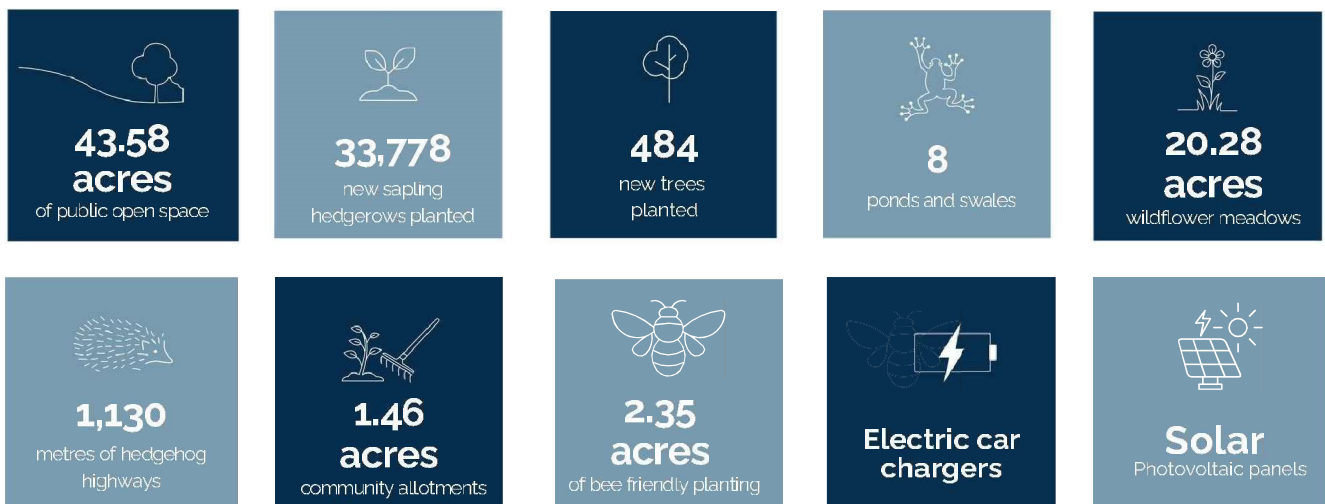 43.58
acres
of public open space
33,778
new sapling
hedgerows planted
484
new trees
planted
8
ponds and swales
20.28
acres
wildflower meadows
1,130
metres of hedgehog
highways
1.46
acres
community allotments
2.35
acres
of bee friendly planting
Electric car
chargers
Solar
Photovoltaic panels